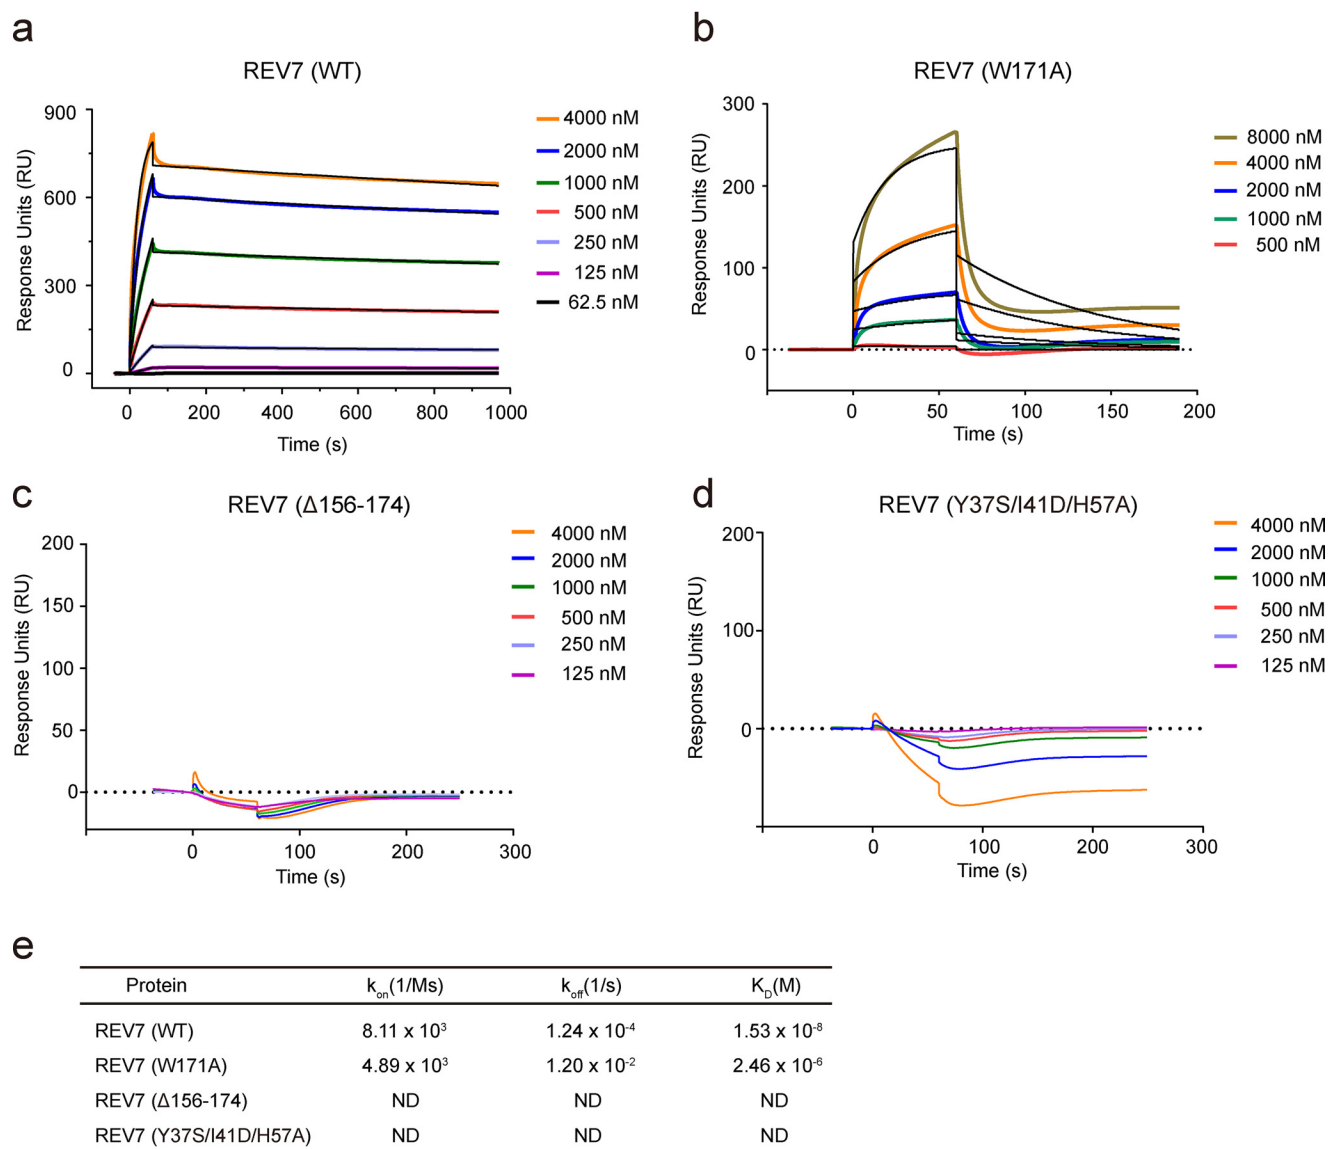 a
REV7 (WT)
900
600
300
0
Response Units (RU)
0 200 400 600 800 1000
Time (s)
4000 nM
2000 nM
1000 nM
500 nM
250 nM
125 nM
62.5 nM
b
REV7 (W171A)
300
200
100
0
Response Units (RU)
0 50 100 150 200
Time (s)
8000 nM
4000 nM
2000 nM
1000 nM
500 nM
c
REV7 (Δ156-174)
200
150
100
50
0
Response Units (RU)
0 100 200 300
Time (s)
4000 nM
2000 nM
1000 nM
500 nM
250 nM
125 nM
d
REV7 (Y37S/I41D/H57A)
200
100
0
Response Units (RU)
0 100 200 300
Time (s)
4000 nM
2000 nM
1000 nM
500 nM
250 nM
125 nM
e
Protein k_on(1/Ms) k_off(1/s) K_D(M)
REV7 (WT) 8.11 x 10³ 1.24 x 10⁻⁴ 1.53 x 10⁻⁸
REV7 (W171A) 4.89 x 10³ 1.20 x 10⁻² 2.46 x 10⁻⁶
REV7 (Δ156-174) ND ND ND
REV7 (Y37S/I41D/H57A) ND ND ND